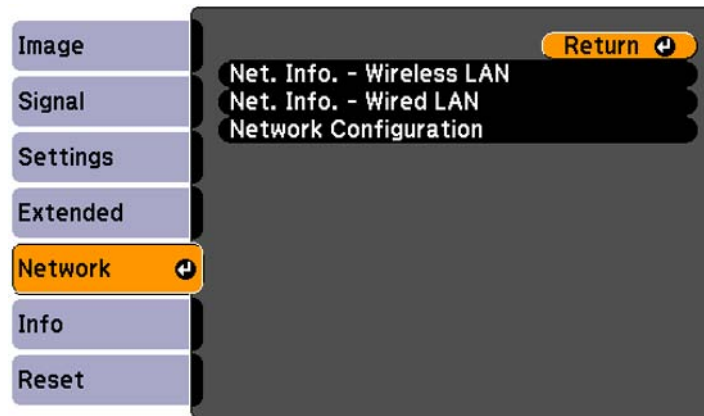 Image
Signal
Settings
Extended
Network
Info
Reset
Return
Net. Info. - Wireless LAN
Net. Info. - Wired LAN
Network Configuration